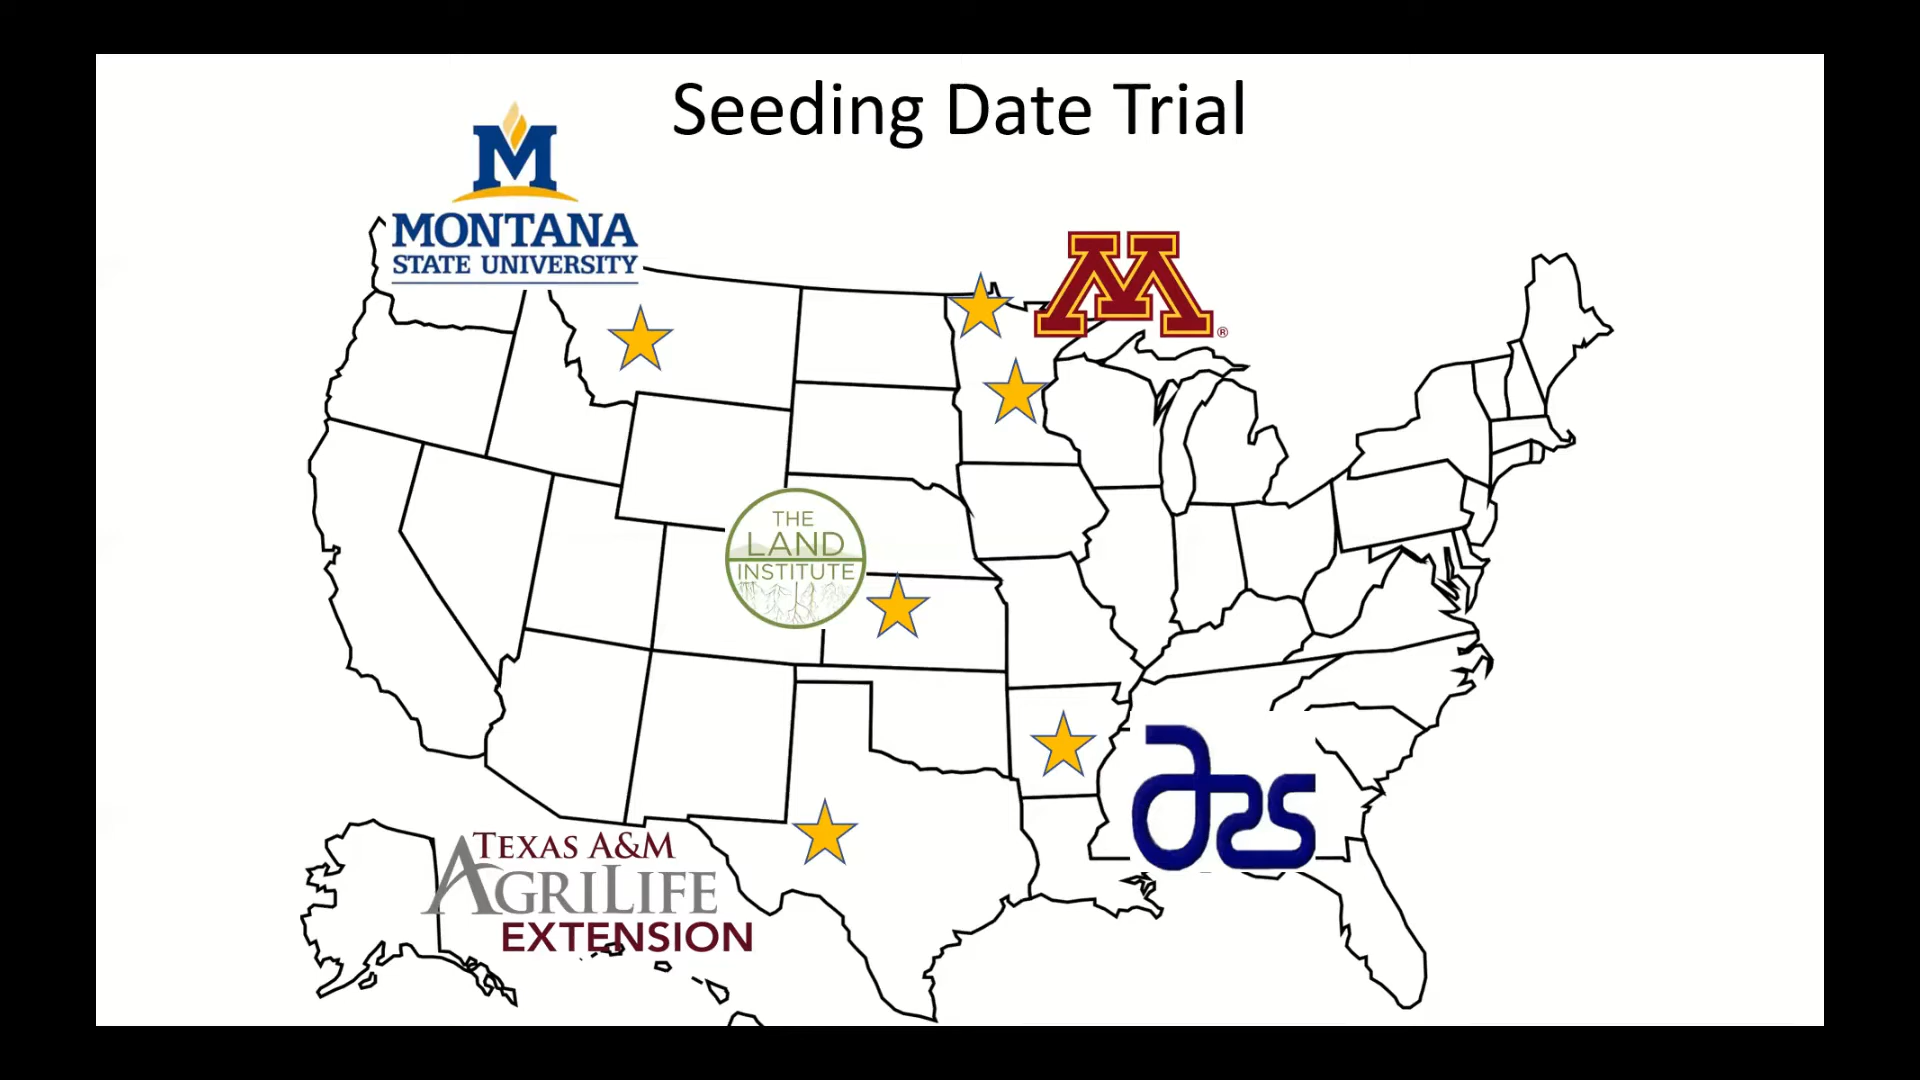 Seeding Date Trial
M
MONTANA
STATE UNIVERSITY
M®
THE
LAND
INSTITUTE
ars
TEXAS A&M
AGRILIFE
EXTENSION